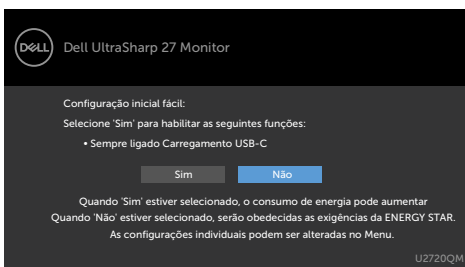 DELL Dell UltraSharp 27 Monitor
Configuração inicial fácil:
Selecione 'Sim' para habilitar as seguintes funções:
• Sempre ligado Carregamento USB-C
Sim Não
Quando 'Sim' estiver selecionado, o consumo de energia pode aumentar
Quando 'Não' estiver selecionado, serão obedecidas as exigências da ENERGY STAR.
As configurações individuais podem ser alteradas no Menu.
U2720QM